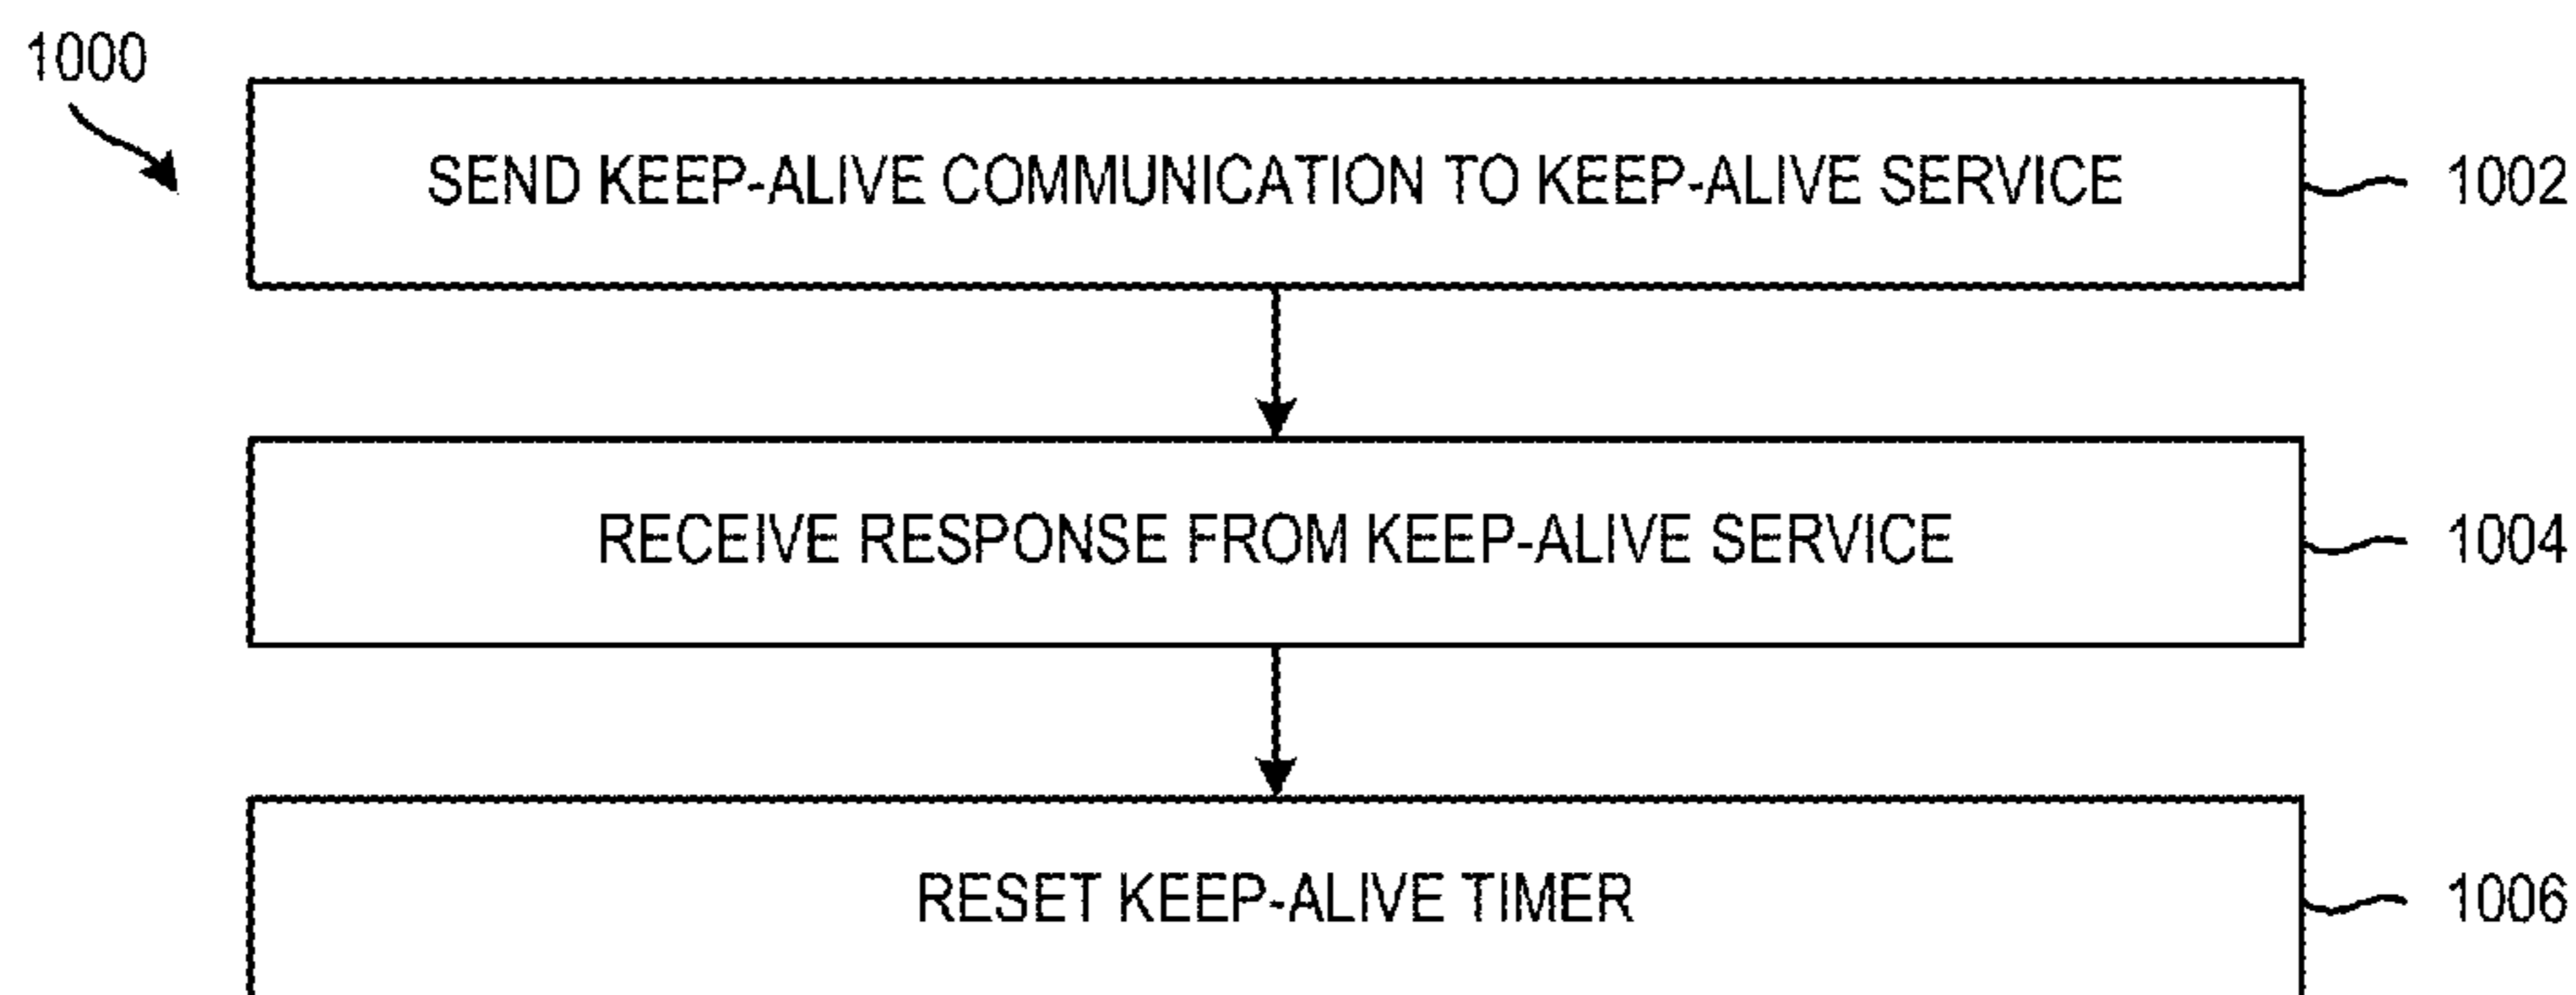 1000
SEND KEEP-ALIVE COMMUNICATION TO KEEP-ALIVE SERVICE
1002
RECEIVE RESPONSE FROM KEEP-ALIVE SERVICE
1004
RESET KEEP-ALIVE TIMER
1006